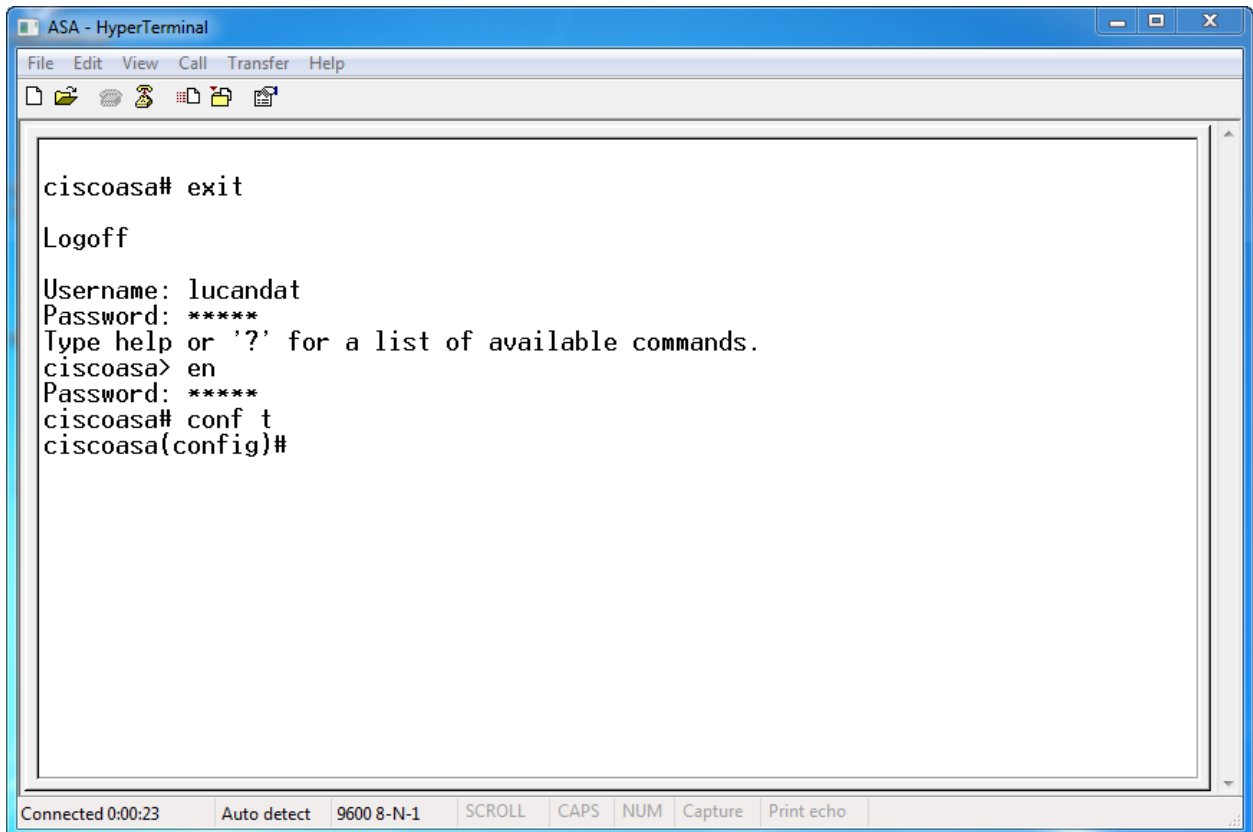 ASA - HyperTerminal
File Edit View Call Transfer Help
ciscoasa# exit
Logoff
Username: lucandat
Password: *****
Type help or '?' for a list of available commands.
ciscoasa> en
Password: *****
ciscoasa# conf t
ciscoasa(config)#
Connected 0:00:23 Auto detect 9600 8-N-1 SCROLL CAPS NUM Capture Print echo